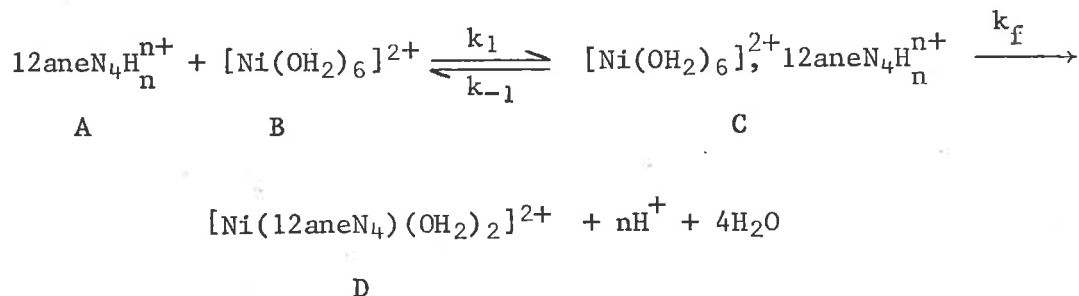 12aneN₄Hₙⁿ⁺ + [Ni(OH₂)₆]²⁺ k₁ ⇌ k₋₁ [Ni(OH₂)₆]²⁺,12aneN₄Hₙⁿ⁺ k_f ⟶
A B C
[Ni(12aneN₄)(OH₂)₂]²⁺ + nH⁺ + 4H₂O
D